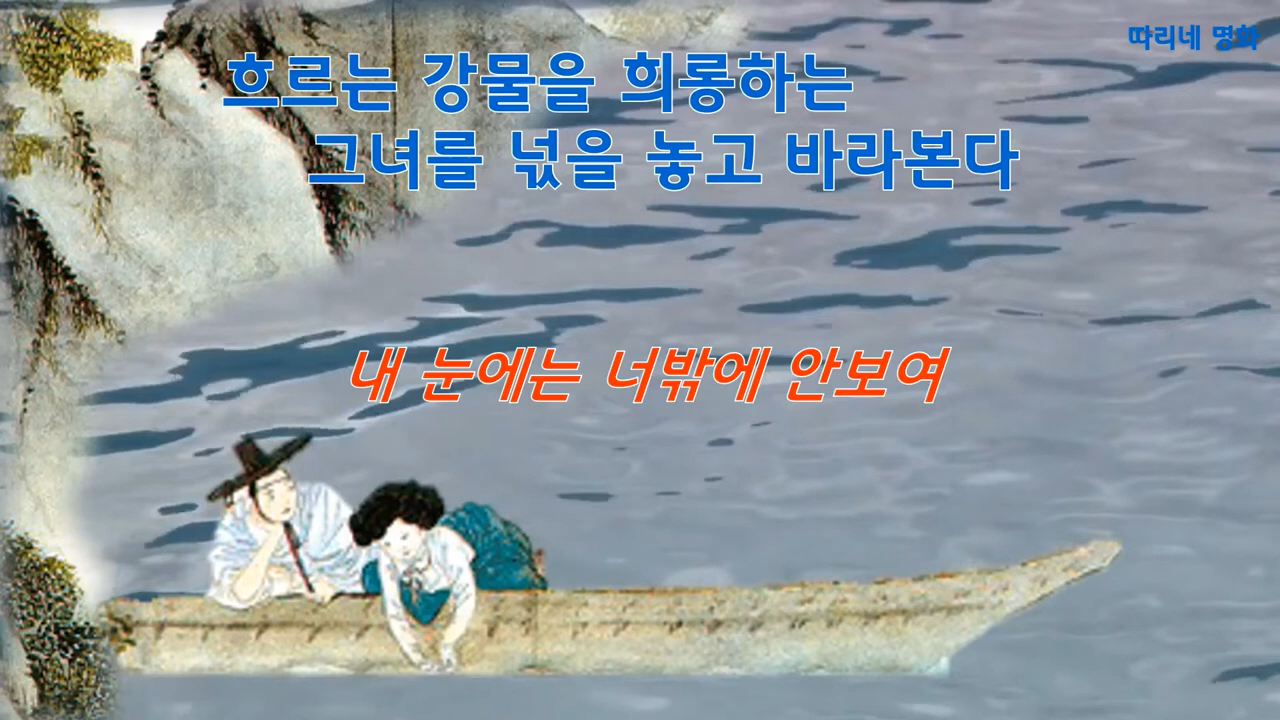 따리네 명화
흐르는 강물을 희롱하는
그녀를 넋을 놓고 바라본다
내 눈에는 너밖에 안보여